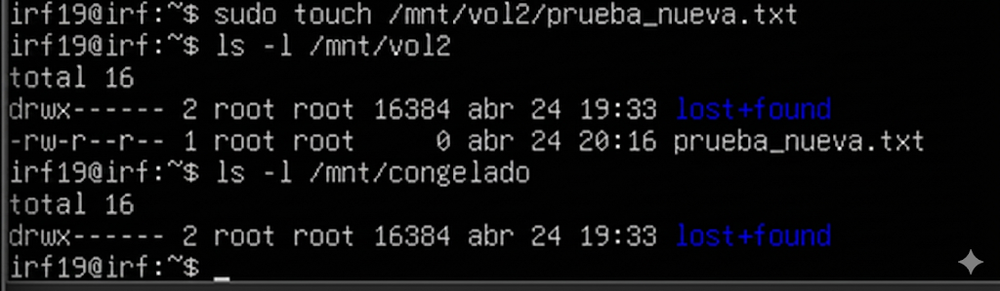 irf19@irf:~$ sudo touch /mnt/vol2/prueba_nueva.txt
irf19@irf:~$ ls -l /mnt/vol2
total 16
drwx------ 2 root root 16384 abr 24 19:33 lost+found
-rw-r--r-- 1 root root     0 abr 24 20:16 prueba_nueva.txt
irf19@irf:~$ ls -l /mnt/congelado
total 16
drwx------ 2 root root 16384 abr 24 19:33 lost+found
irf19@irf:~$ _